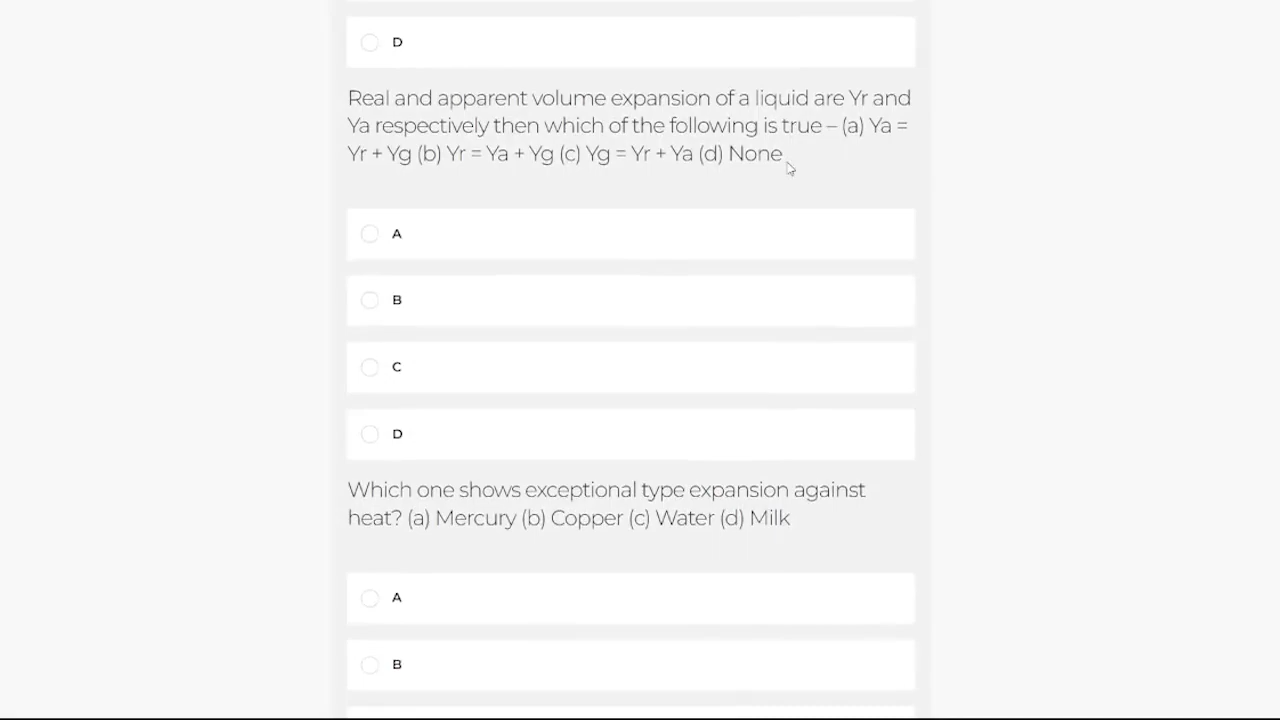 D
Real and apparent volume expansion of a liquid are Yr and
Ya respectively then which of the following is true – (a) Ya =
Yr + Yg (b) Yr = Ya + Yg (c) Yg = Yr + Ya (d) None
A
B
C
D
Which one shows exceptional type expansion against
heat? (a) Mercury (b) Copper (c) Water (d) Milk
A
B